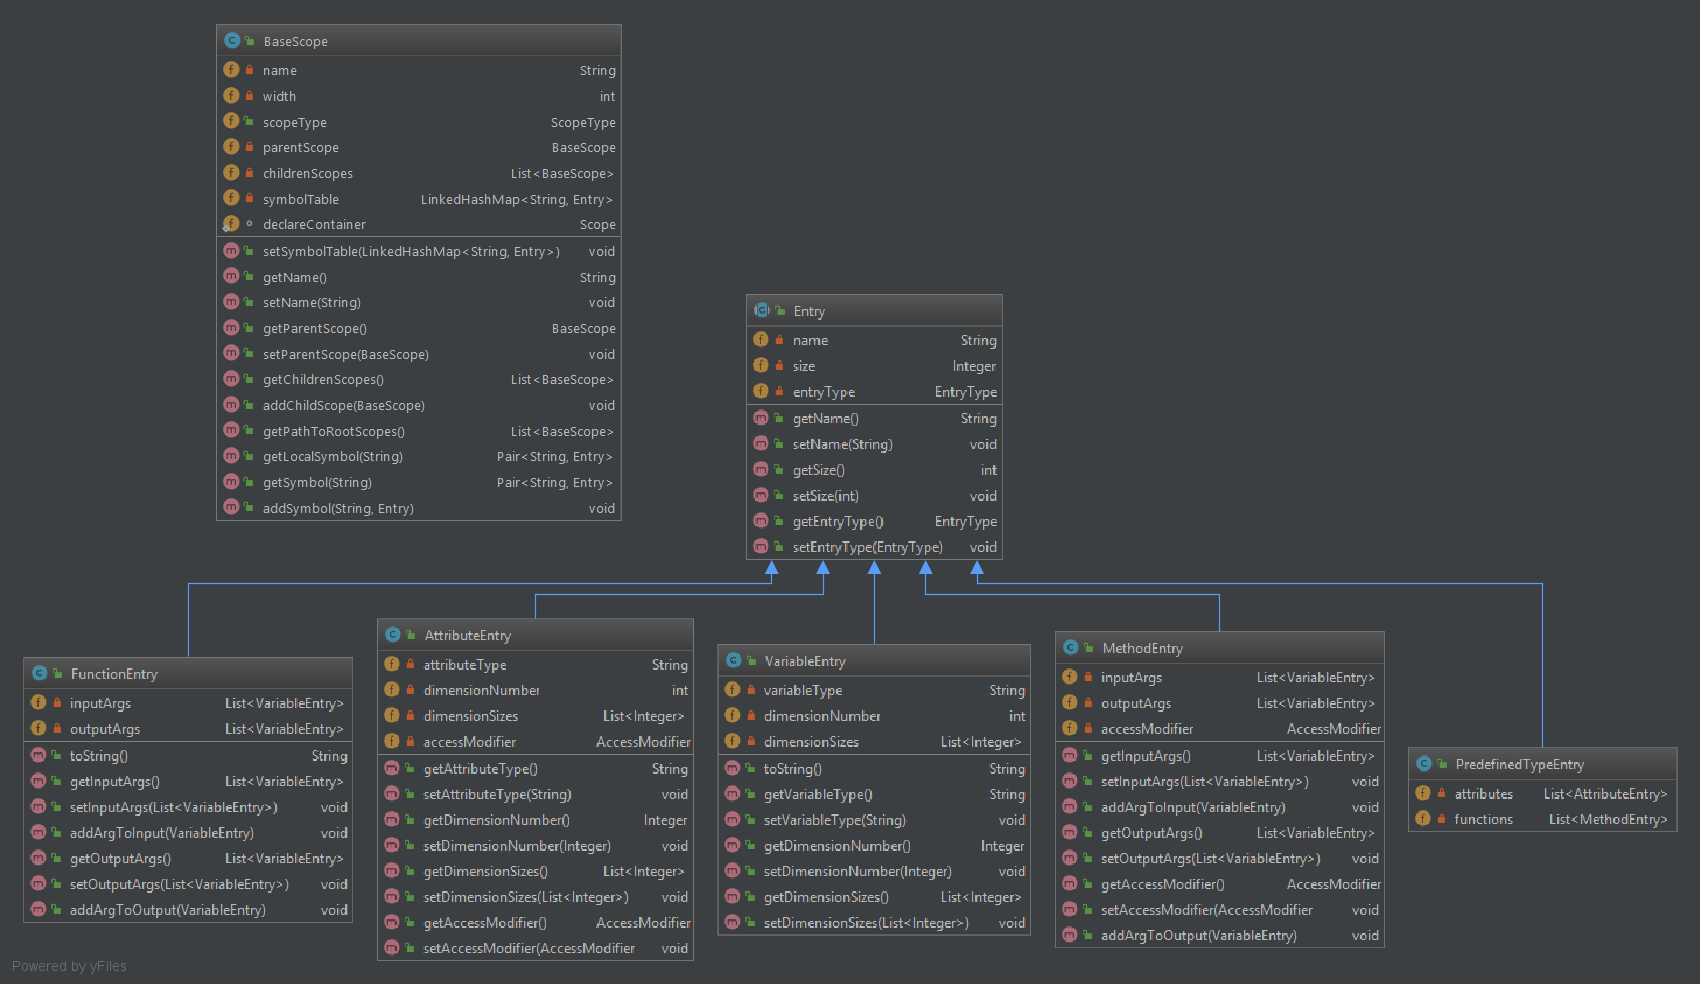 BaseScope
name String
width int
scopeType ScopeType
parentScope BaseScope
childrenScopes List<BaseScope>
symbolTable LinkedHashMap<String, Entry>
declareContainer Scope
setSymbolTable(LinkedHashMap<String, Entry>) void
getName() String
setName(String) void
getParentScope() BaseScope
setParentScope(BaseScope) void
getChildrenScopes() List<BaseScope>
addChildScope(BaseScope) void
getPathToRootScopes() List<BaseScope>
getLocalSymbol(String) Pair<String, Entry>
getSymbol(String) Pair<String, Entry>
addSymbol(String, Entry) void
Entry
name String
size Integer
entryType EntryType
getName() String
setName(String) void
getSize() int
setSize(int) void
getEntryType() EntryType
setEntryType(EntryType) void
FunctionEntry
inputArgs List<VariableEntry>
outputArgs List<VariableEntry>
toString() String
getInputArgs() List<VariableEntry>
setInputArgs(List<VariableEntry>) void
addArgToInput(VariableEntry) void
getOutputArgs() List<VariableEntry>
setOutputArgs(List<VariableEntry>) void
addArgToOutput(VariableEntry) void
AttributeEntry
attributeType String
dimensionNumber int
dimensionSizes List<Integer>
accessModifier AccessModifier
getAttributeType() String
setAttributeType(String) void
getDimensionNumber() Integer
setDimensionNumber(Integer) void
getDimensionSizes() List<Integer>
setDimensionSizes(List<Integer>) void
getAccessModifier() AccessModifier
setAccessModifier(AccessModifier void
VariableEntry
variableType String
dimensionNumber int
dimensionSizes List<Integer>
toString() String
getVariableType() String
setVariableType(String) void
getDimensionNumber() Integer
setDimensionNumber(Integer) void
getDimensionSizes() List<Integer>
setDimensionSizes(List<Integer>) void
MethodEntry
inputArgs List<VariableEntry>
outputArgs List<VariableEntry>
accessModifier AccessModifier
getInputArgs() List<VariableEntry>
setInputArgs(List<VariableEntry>) void
addArgToInput(VariableEntry) void
getOutputArgs() List<VariableEntry>
setOutputArgs(List<VariableEntry>) void
getAccessModifier() AccessModifier
setAccessModifier(AccessModifier void
addArgToOutput(VariableEntry) void
PredefinedTypeEntry
attributes List<AttributeEntry>
functions List<MethodEntry>
Powered by yFiles